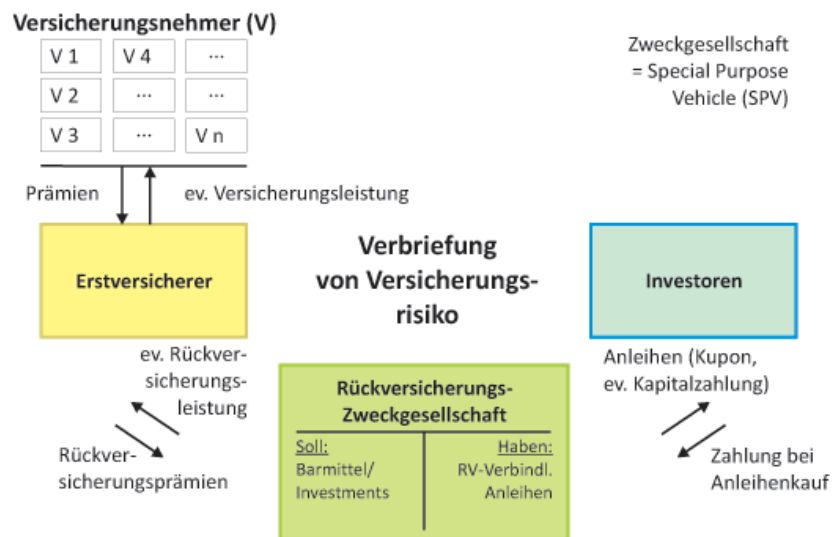 Versicherungsnehmer (V)
V 1 V 4 ...
V 2 ... ...
V 3 ... V n
Zweckgesellschaft
= Special Purpose
Vehicle (SPV)
Prämien
ev. Versicherungsleistung
Erstversicherer
Verbriefung
von Versicherungs-
risiko
Investoren
ev. Rückver-
sicherungs-
leistung
Rückver-
sicherungsprämien
Rückversicherungs-
Zweckgesellschaft
Soll:
Barmittel/
Investments
Haben:
RV-Verbindl.
Anleihen
Anleihen (Kupon,
ev. Kapitalzahlung)
Zahlung bei
Anleihenkauf